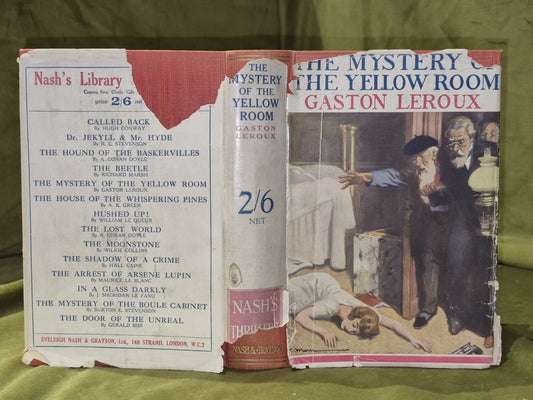 Nash's Library
Crown 8vo. Cloth. Gilt
price 2/6 net
CALLED BACK
By HUGH CONWAY
Dr. JEKYLL & Mr. HYDE
By R. L. STEVENSON
THE HOUND OF THE BASKERVILLES
By A. CONAN DOYLE
THE BEETLE
By RICHARD MARSH
THE MYSTERY OF THE YELLOW ROOM
By GASTON LEROUX
THE HOUSE OF THE WHISPERING PINES
By A. K. GREEN
HUSHED UP!
By WILLIAM LE QUEUX
THE LOST WORLD
By A. CONAN DOYLE
THE MOONSTONE
By WILKIE COLLINS
THE SHADOW OF A CRIME
By HALL CAINE
THE ARREST OF ARSENE LUPIN
By MAURICE LE BLANC
IN A GLASS DARKLY
By J. SHERIDAN LE FANU
THE MYSTERY OF THE BOULE CABINET
By BURTON E. STEVENSON
THE DOOR OF THE UNREAL
By GERALD BISS
EVELEIGH NASH & GRAYSON, Ltd., 148 STRAND, LONDON, W.C.2
THE
MYSTERY
OF THE
YELLOW
ROOM
GASTON
LEROUX
2/6
NET
NASH'S
THRILLERS
NASH & GRAYSON
THE MYSTERY OF
THE YELLOW ROOM
GASTON LEROUX